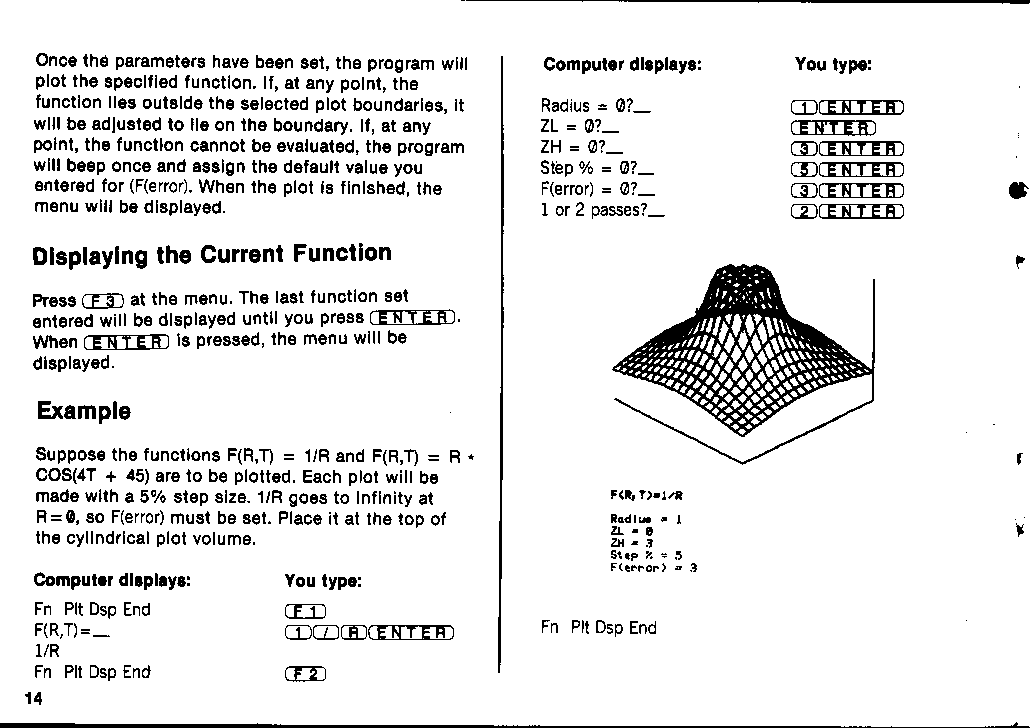 Once the parameters have been set, the program will
plot the specified function. If, at any point, the
function lies outside the selected plot boundaries, it
will be adjusted to lie on the boundary. If, at any
point, the function cannot be evaluated, the program
will beep once and assign the default value you
entered for (F(error). When the plot is finished, the
menu will be displayed.
Displaying the Current Function
Press (F 3) at the menu. The last function set
entered will be displayed until you press (ENTER).
When (ENTER) is pressed, the menu will be
displayed.
Example
Suppose the functions F(R,T) = 1/R and F(R,T) = R *
COS(4T + 45) are to be plotted. Each plot will be
made with a 5% step size. 1/R goes to infinity at
R=0, so F(error) must be set. Place it at the top of
the cylindrical plot volume.
Computer displays: You type:
Fn Plt Dsp End (F 1)
F(R,T)=_ (1)(/)(R)(ENTER)
1/R
Fn Plt Dsp End (F 2)
14
Computer displays: You type:
Radius = 0?_ (1)(ENTER)
ZL = 0?_ (ENTER)
ZH = 0?_ (3)(ENTER)
Step % = 0?_ (5)(ENTER)
F(error) = 0?_ (3)(ENTER)
1 or 2 passes?_ (2)(ENTER)
F(R,T)=1/R
Radius = 1
ZL = 0
ZH = 3
Step % = 5
F(error) = 3
Fn Plt Dsp End